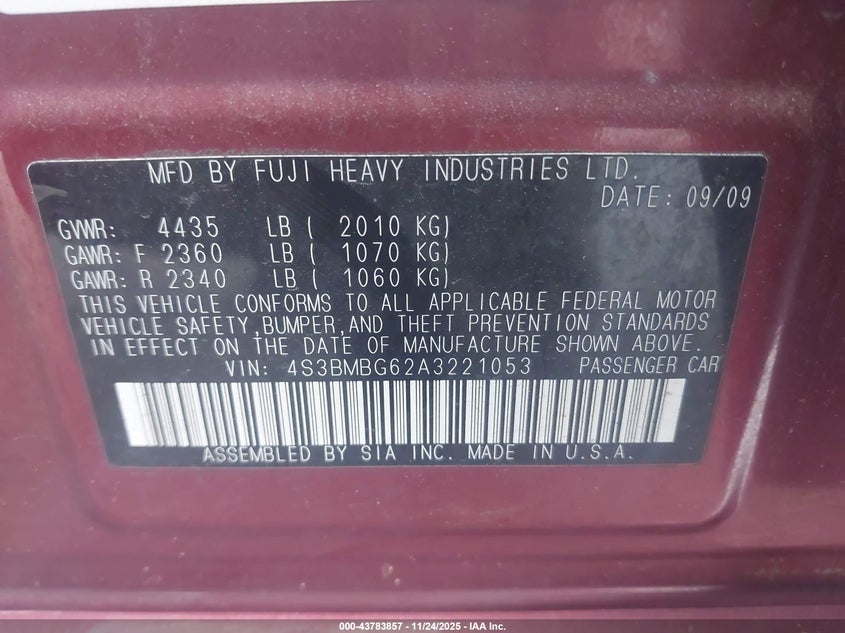 MFD BY FUJI HEAVY INDUSTRIES LTD.
DATE: 09/09
GVWR: 4435 LB ( 2010 KG)
GAWR: F 2360 LB ( 1070 KG)
GAWR: R 2340 LB ( 1060 KG)
THIS VEHICLE CONFORMS TO ALL APPLICABLE FEDERAL MOTOR
VEHICLE SAFETY,BUMPER,AND THEFT PREVENTION STANDARDS
IN EFFECT ON THE DATE OF MANUFACTURE SHOWN ABOVE.
VIN: 4S3BMBG62A3221053 PASSENGER CAR
ASSEMBLED BY SIA INC. MADE IN U.S.A.
000-43783857 - 11/24/2025 - IAA Inc.